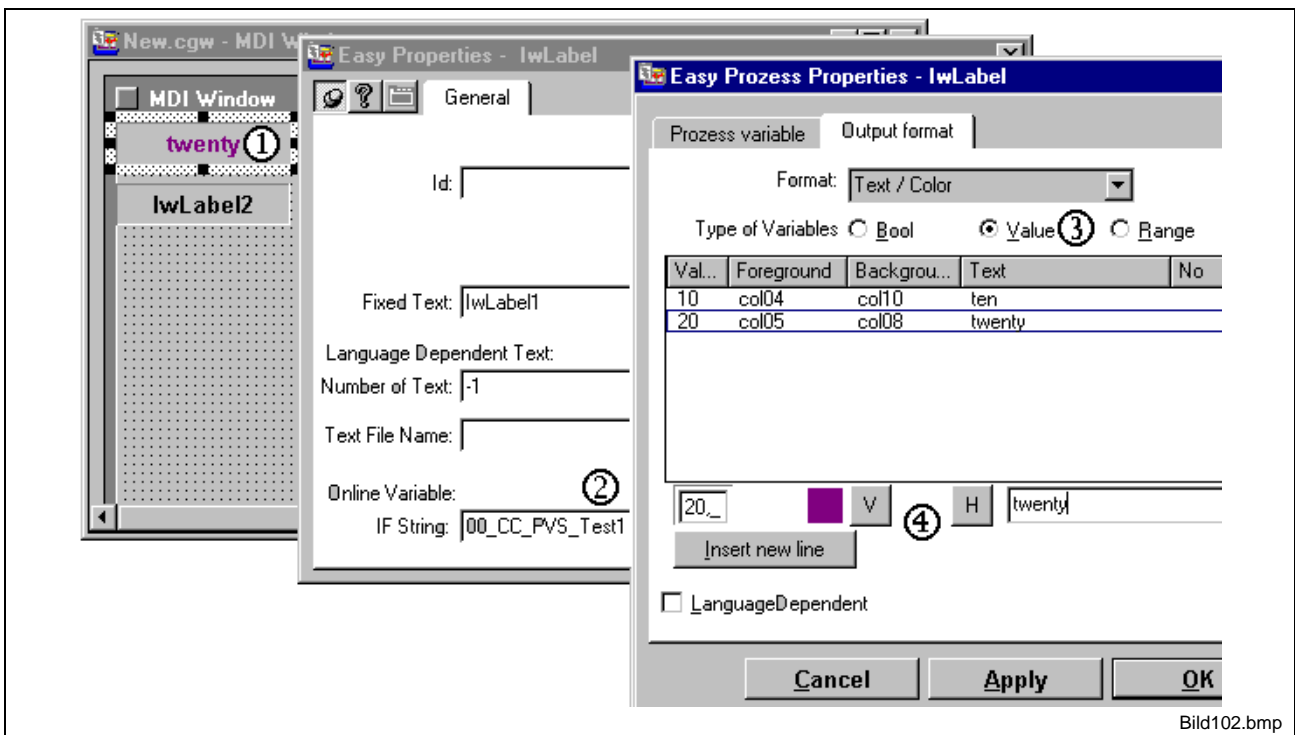 New.cgw - MDI W
MDI Window
twenty ①
IwLabel2
Easy Properties - IwLabel
General
Id:
Fixed Text: IwLabel1
Language Dependent Text:
Number of Text: -1
Text File Name:
Online Variable: ②
IF String: 00_CC_PVS_Test1
Easy Prozess Properties - IwLabel
Prozess variable Output format
Format: Text / Color
Type of Variables Bool Value ③ Range
Val... Foreground Backgrou... Text No
10 col04 col10 ten
20 col05 col08 twenty
20,_ V ④ H twenty
Insert new line
LanguageDependent
Cancel Apply OK
Bild102.bmp